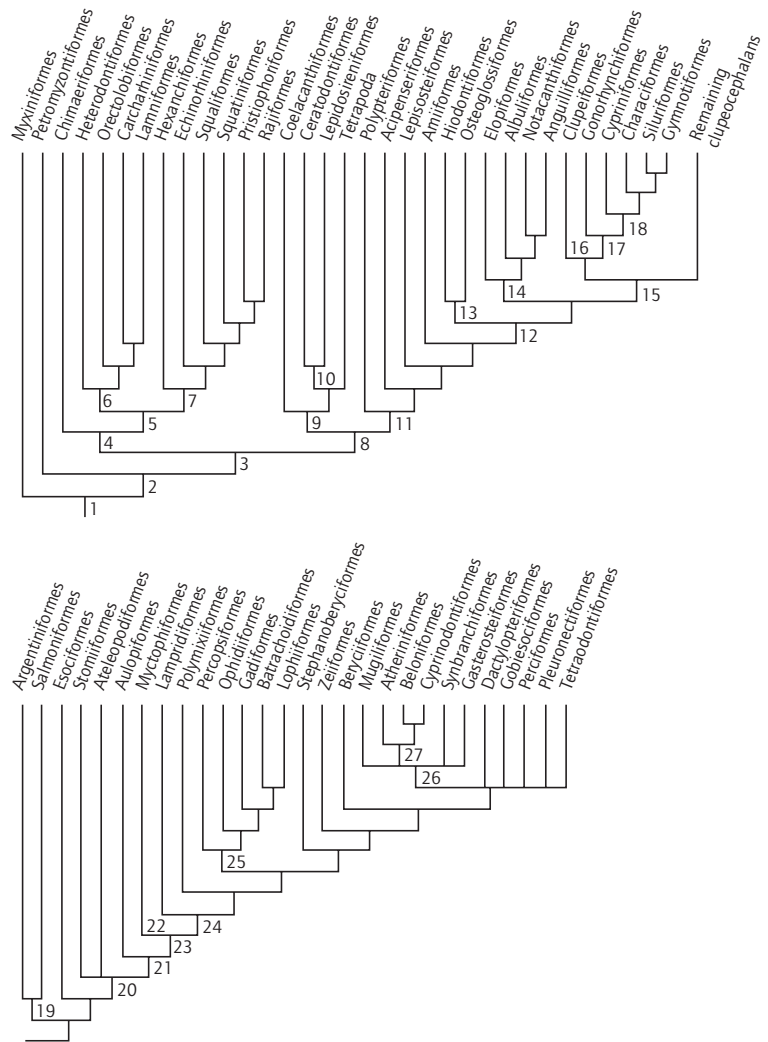 Myxiniformes
Petromyzontiformes
Chimaeriformes
Heterodontiformes
Orectolobiformes
Carcharhiniformes
Lamniformes
Hexanchiformes
Echinorhiniformes
Squaliformes
Squatiniformes
Pristiophoriformes
Rajiformes
Coelacanthiformes
Ceratodontiformes
Lepidosireniformes
Tetrapoda
Polypteriformes
Acipenseriformes
Lepisosteiformes
Amiiformes
Hiodontiformes
Osteoglossiformes
Elopiformes
Albuliformes
Notacanthiformes
Anguilliformes
Clupeiformes
Gonorhynchiformes
Cypriniformes
Characiformes
Siluriformes
Gymnotiformes
Remaining
clupeocephalans
18
16
17
14
15
13
12
10
6
7
5
9
11
4
8
3
2
1
Argentiniformes
Salmoniformes
Esociformes
Stomiiformes
Ateleopodiformes
Aulopiformes
Myctophiformes
Lampridiformes
Polymixiiformes
Percopsiformes
Ophidiiformes
Gadiformes
Batrachoidiformes
Lophiiformes
Stephanoberyciformes
Zeiiformes
Beryciiformes
Mugiliformes
Atheriniformes
Beloniformes
Cyprinodontiformes
Synbranchiformes
Gasterosteiformes
Dactylopteriformes
Gobiesociformes
Perciformes
Pleuronectiformes
Tetraodontiformes
27
26
25
22
24
23
21
20
19